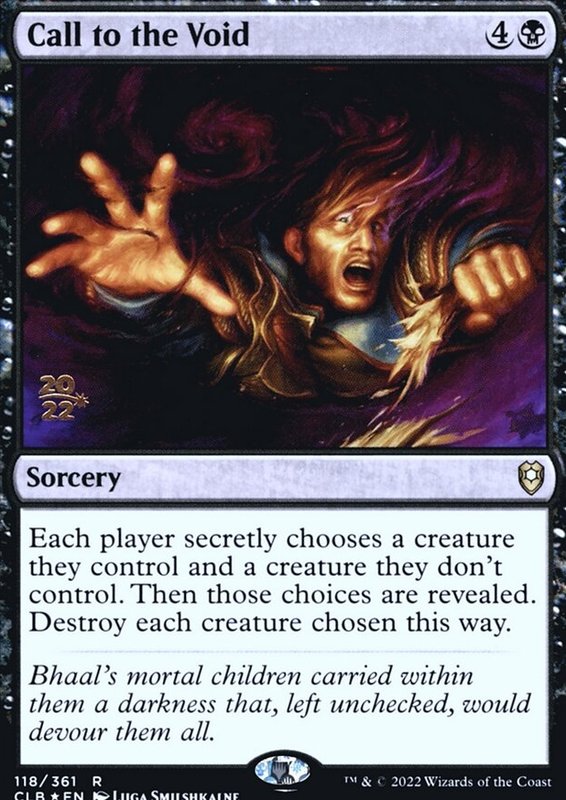 Call to the Void 4
20
22
Sorcery
Each player secretly chooses a creature
they control and a creature they don't
control. Then those choices are revealed.
Destroy each creature chosen this way.
Bhaal's mortal children carried within
them a darkness that, left unchecked, would
devour them all.
118/361 R
™ & © 2022 Wizards of the Coast
CLB★EN